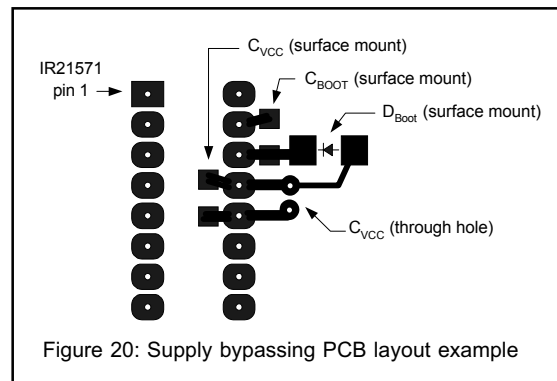 C_VCC (surface mount)
IR21571
pin 1
C_BOOT (surface mount)
D_Boot (surface mount)
C_VCC (through hole)
Figure 20: Supply bypassing PCB layout example